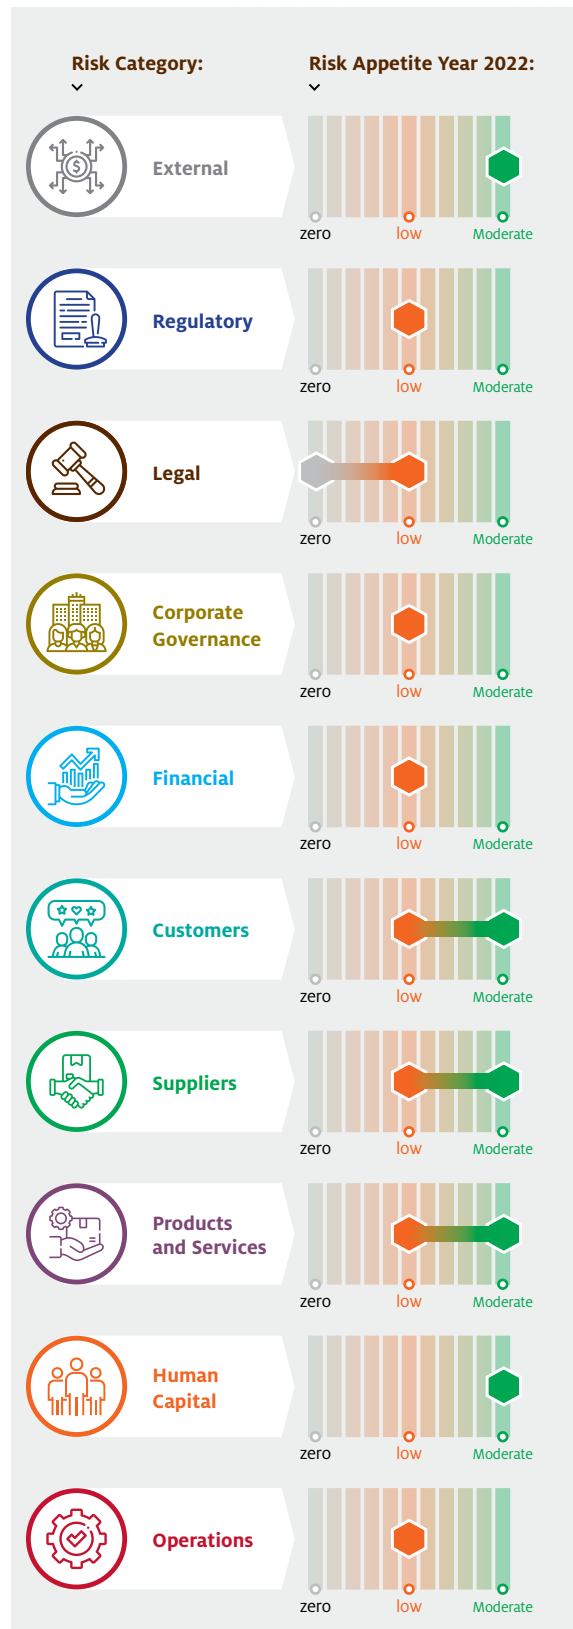 Risk Category:
Risk Appetite Year 2022:
External
zero
low
Moderate
Regulatory
zero
low
Moderate
Legal
zero
low
Moderate
Corporate
Governance
zero
low
Moderate
Financial
zero
low
Moderate
Customers
zero
low
Moderate
Suppliers
zero
low
Moderate
Products
and Services
zero
low
Moderate
Human
Capital
zero
low
Moderate
Operations
zero
low
Moderate